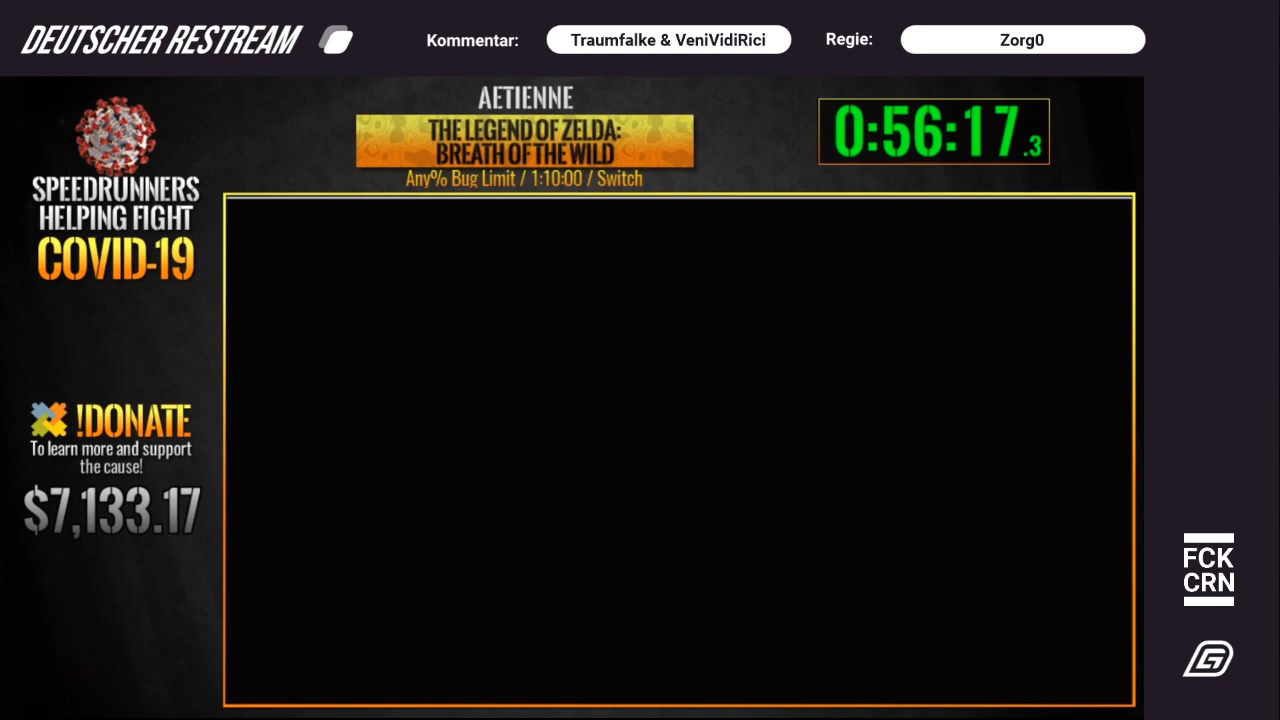 DEUTSCHER RESTREAM
Kommentar: Traumfalke & VeniVidiRici Regie: Zorg0
AETIENNE
THE LEGEND OF ZELDA:
BREATH OF THE WILD
Any% Bug Limit / 1:10:00 / Switch
0:56:17.3
SPEEDRUNNERS
HELPING FIGHT
COVID-19
!DONATE
To learn more and support
the cause!
$7,133.17
FCK
CRN